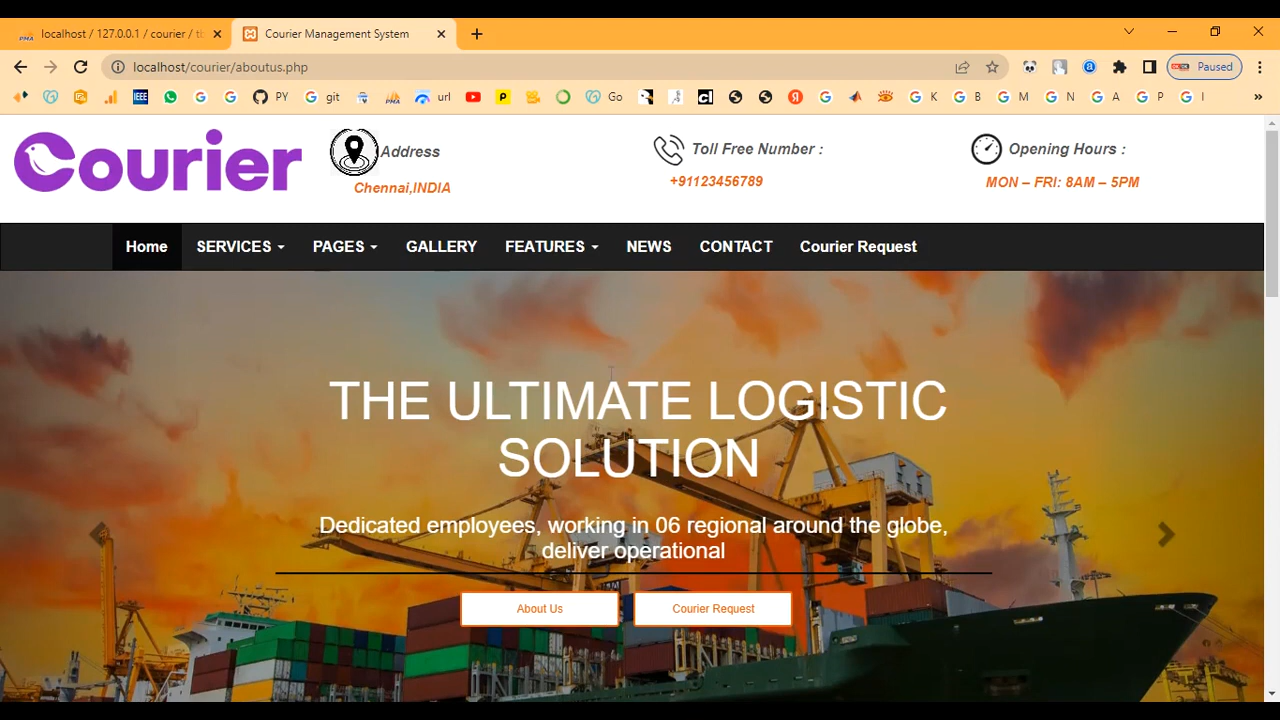 localhost / 127.0.0.1 / courier / tb
Courier Management System
localhost/courier/aboutus.php
Paused
IEEE
PY
git
PMA
url
Go
K
B
M
N
A
P
I
Courier
Address
Chennai,INDIA
Toll Free Number :
+91123456789
Opening Hours :
MON – FRI: 8AM – 5PM
Home
SERVICES
PAGES
GALLERY
FEATURES
NEWS
CONTACT
Courier Request
THE ULTIMATE LOGISTIC
SOLUTION
Dedicated employees, working in 06 regional around the globe,
deliver operational
About Us
Courier Request